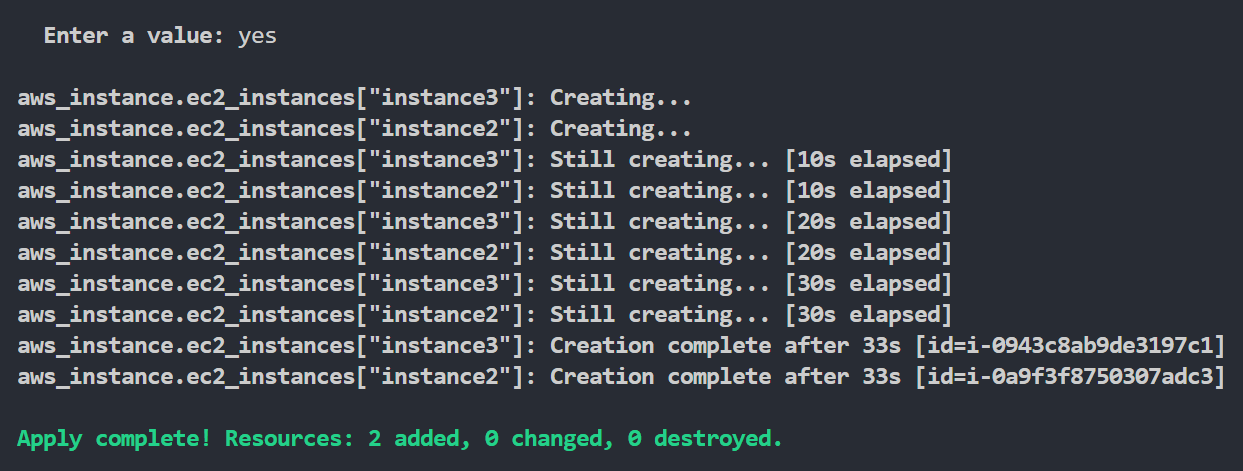 Enter a value: yes
aws_instance.ec2_instances["instance3"]: Creating...
aws_instance.ec2_instances["instance2"]: Creating...
aws_instance.ec2_instances["instance3"]: Still creating... [10s elapsed]
aws_instance.ec2_instances["instance2"]: Still creating... [10s elapsed]
aws_instance.ec2_instances["instance3"]: Still creating... [20s elapsed]
aws_instance.ec2_instances["instance2"]: Still creating... [20s elapsed]
aws_instance.ec2_instances["instance3"]: Still creating... [30s elapsed]
aws_instance.ec2_instances["instance2"]: Still creating... [30s elapsed]
aws_instance.ec2_instances["instance3"]: Creation complete after 33s [id=i-0943c8ab9de3197c1]
aws_instance.ec2_instances["instance2"]: Creation complete after 33s [id=i-0a9f3f8750307adc3]
Apply complete! Resources: 2 added, 0 changed, 0 destroyed.